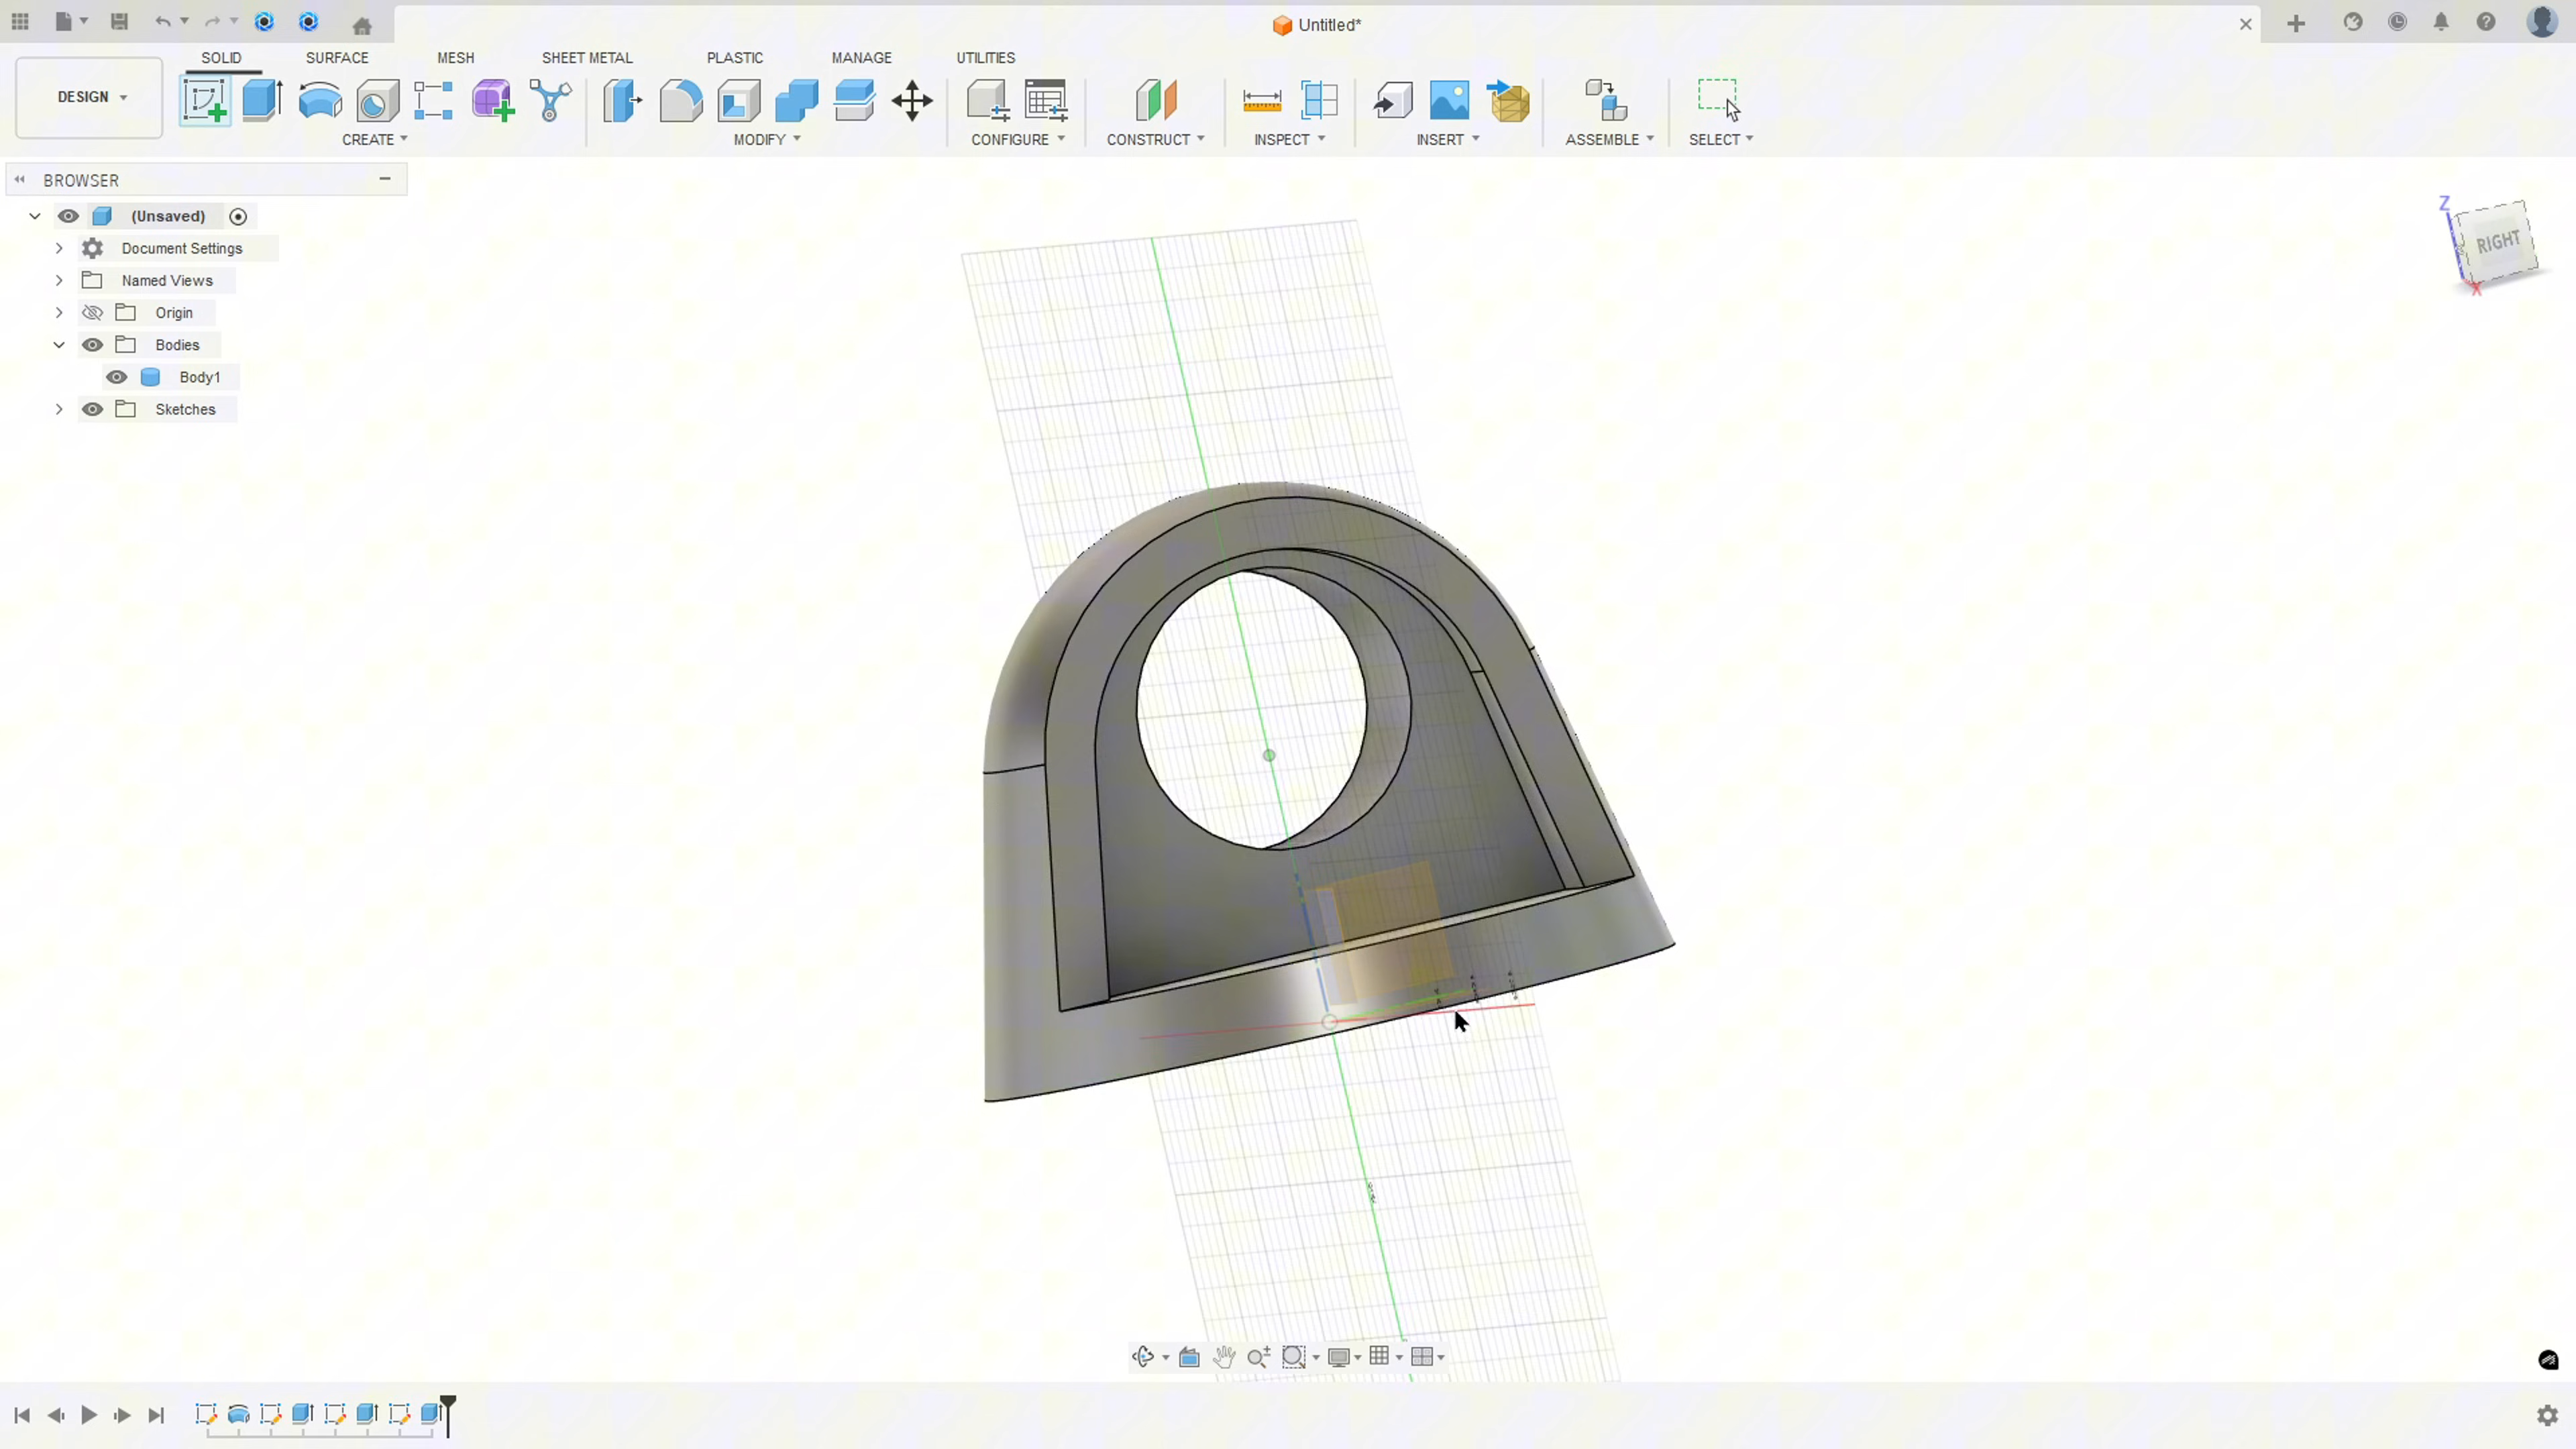 Untitled*
SOLID SURFACE MESH SHEET METAL PLASTIC MANAGE UTILITIES
DESIGN
CREATE MODIFY CONFIGURE CONSTRUCT INSPECT INSERT ASSEMBLE SELECT
BROWSER
(Unsaved)
Document Settings
Named Views
Origin
Bodies
Body1
Sketches
Z
RIGHT
X